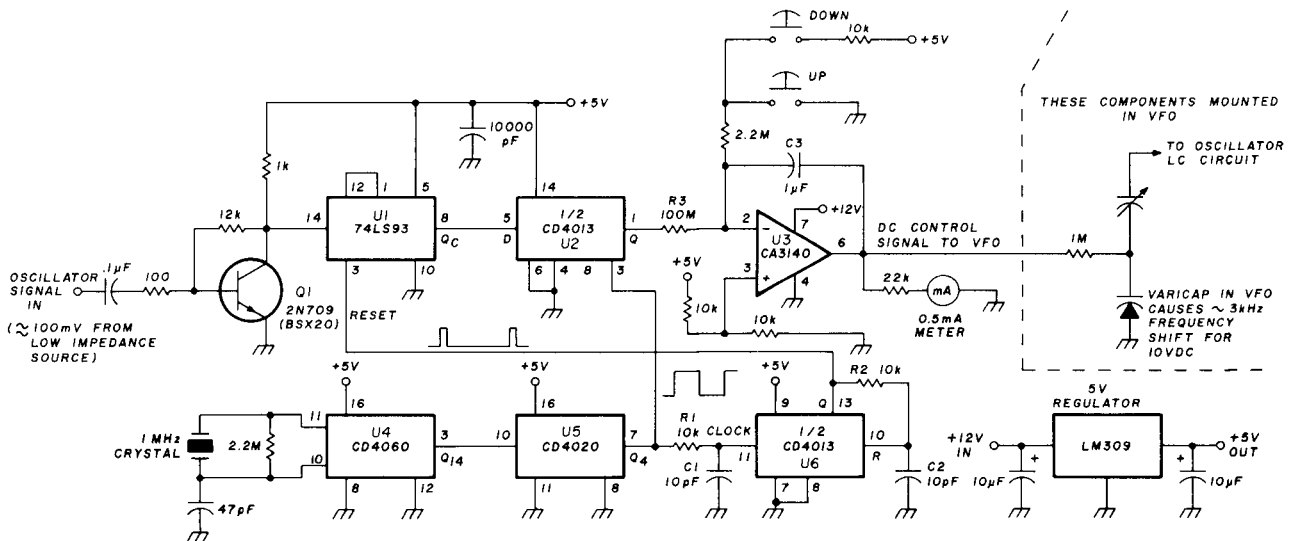 DOWN
10k
+5V
UP
2.2M
C3
1µF
+5V
10000
pF
1k
12k
12 1 5
14
U1
74LS93
8
QC
3 10
RESET
14
5
D
1/2
CD4013
U2
1
Q
6 4 8 3
R3
100M
2
3
U3
CA3140
+12V
7
6
4
+5V
10k
10k
DC CONTROL
SIGNAL TO VFO
22k
mA
0.5mA
METER
THESE COMPONENTS MOUNTED
IN VFO
TO OSCILLATOR
LC CIRCUIT
1M
VARICAP IN VFO
CAUSES ~ 3kHz
FREQUENCY
SHIFT FOR
10VDC
OSCILLATOR
SIGNAL
IN
(≈100mV FROM
LOW IMPEDANCE
SOURCE)
.1µF
100
Q1
2N709
(BSX20)
1MHz
CRYSTAL
2.2M
47pF
+5V
16
11
10
U4
CD4060
3
Q14
8 12
+5V
16
10
U5
CD4020
7
Q4
11 8
R1
10k
CLOCK
C1
10pF
+5V
9
Q 13
11
1/2
CD4013
U6
10
R
7 8
R2 10k
C2
10pF
5V
REGULATOR
+12V
IN
+
10µF
LM309
+5V
OUT
+
10µF